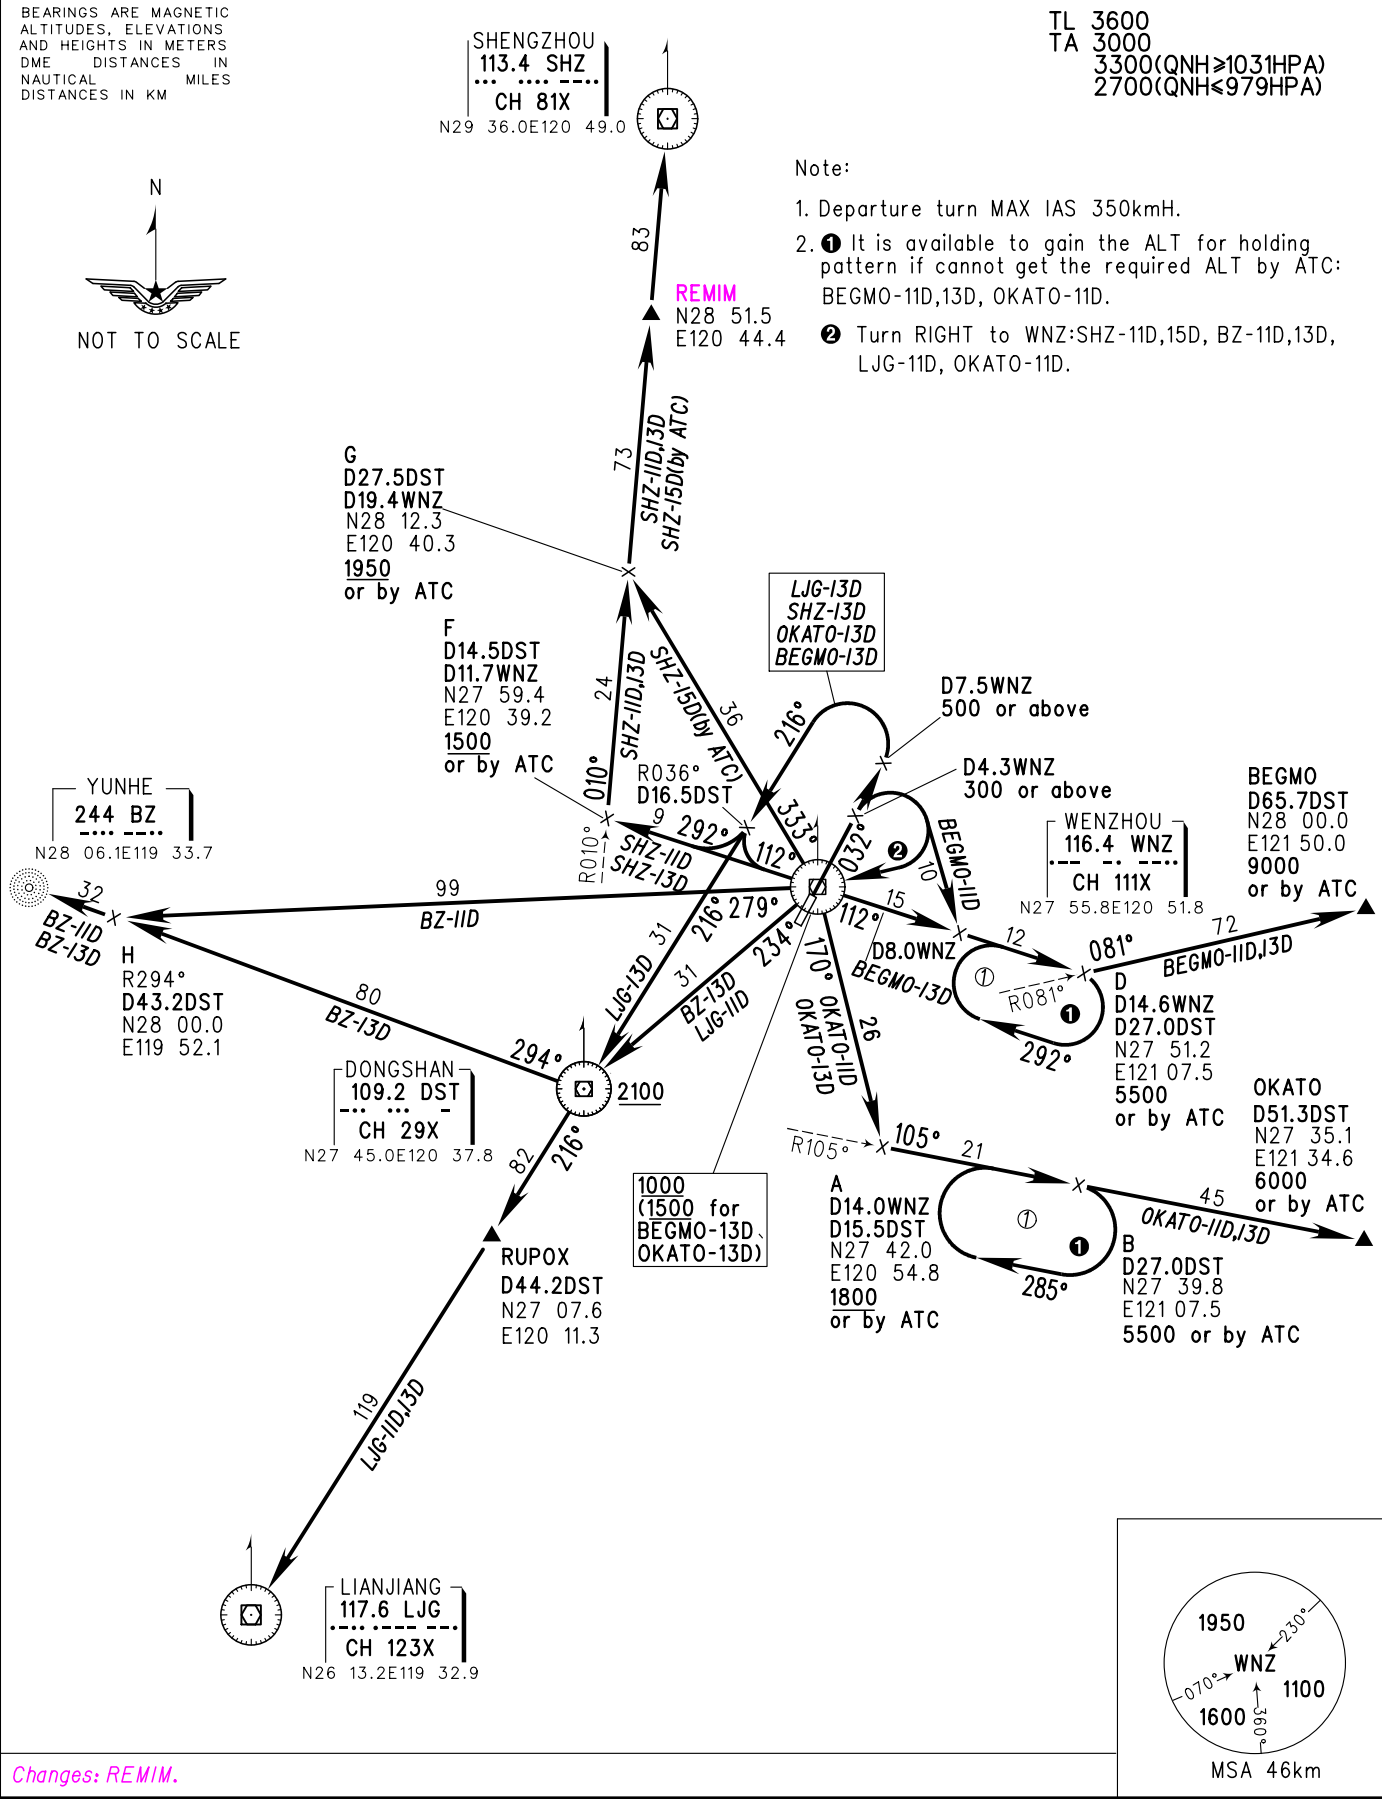 BEARINGS ARE MAGNETIC
ALTITUDES, ELEVATIONS
AND HEIGHTS IN METERS
DME DISTANCES IN
NAUTICAL MILES
DISTANCES IN KM
TL 3600
TA 3000
3300(QNH≥1031HPA)
2700(QNH≤979HPA)
SHENGZHOU
113.4 SHZ
CH 81X
N29 36.0E120 49.0
N
NOT TO SCALE
Note:
1. Departure turn MAX IAS 350kmH.
2. ❶ It is available to gain the ALT for holding
pattern if cannot get the required ALT by ATC:
BEGMO-11D,13D, OKATO-11D.
❷ Turn RIGHT to WNZ:SHZ-11D,15D, BZ-11D,13D,
LJG-11D, OKATO-11D.
83
REMIM
N28 51.5
E120 44.4
73
SHZ-11D,13D
SHZ-15D(by ATC)
G
D27.5DST
D19.4WNZ
N28 12.3
E120 40.3
1950
or by ATC
F
D14.5DST
D11.7WNZ
N27 59.4
E120 39.2
1500
or by ATC
24
SHZ-11D,13D
010°
R010°
36
SHZ-15D(by ATC)
333°
LJG-13D
SHZ-13D
OKATO-13D
BEGMO-13D
216°
D7.5WNZ
500 or above
D4.3WNZ
300 or above
R036°
D16.5DST
9
292°
SHZ-11D
SHZ-13D
112°
032°
❷
BEGMO-11D
10
WENZHOU
116.4 WNZ
CH 111X
N27 55.8E120 51.8
BEGMO
D65.7DST
N28 00.0
E121 50.0
9000
or by ATC
YUNHE
244 BZ
N28 06.1E119 33.7
32
BZ-11D
BZ-13D
99
BZ-11D
279°
H
R294°
D43.2DST
N28 00.0
E119 52.1
80
BZ-13D
294°
216°
31
LJG-13D
234°
31
BZ-13D
LJG-11D
112°
15
D8.0WNZ
BEGMO-13D
12
①
R081°
❶
292°
081°
72
BEGMO-11D,13D
D
D14.6WNZ
D27.0DST
N27 51.2
E121 07.5
5500
or by ATC
170°
OKATO-11D
OKATO-13D
26
DONGSHAN
109.2 DST
CH 29X
N27 45.0E120 37.8
2100
82
216°
RUPOX
D44.2DST
N27 07.6
E120 11.3
1000
(1500 for
BEGMO-13D、
OKATO-13D)
R105°
105°
21
A
D14.0WNZ
D15.5DST
N27 42.0
E120 54.8
1800
or by ATC
①
❶
285°
B
D27.0DST
N27 39.8
E121 07.5
5500 or by ATC
45
OKATO-11D,13D
OKATO
D51.3DST
N27 35.1
E121 34.6
6000
or by ATC
119
LJG-11D,13D
LIANJIANG
117.6 LJG
CH 123X
N26 13.2E119 32.9
1950
230°
WNZ
070°
1100
1600
360°
MSA 46km
Changes: REMIM.